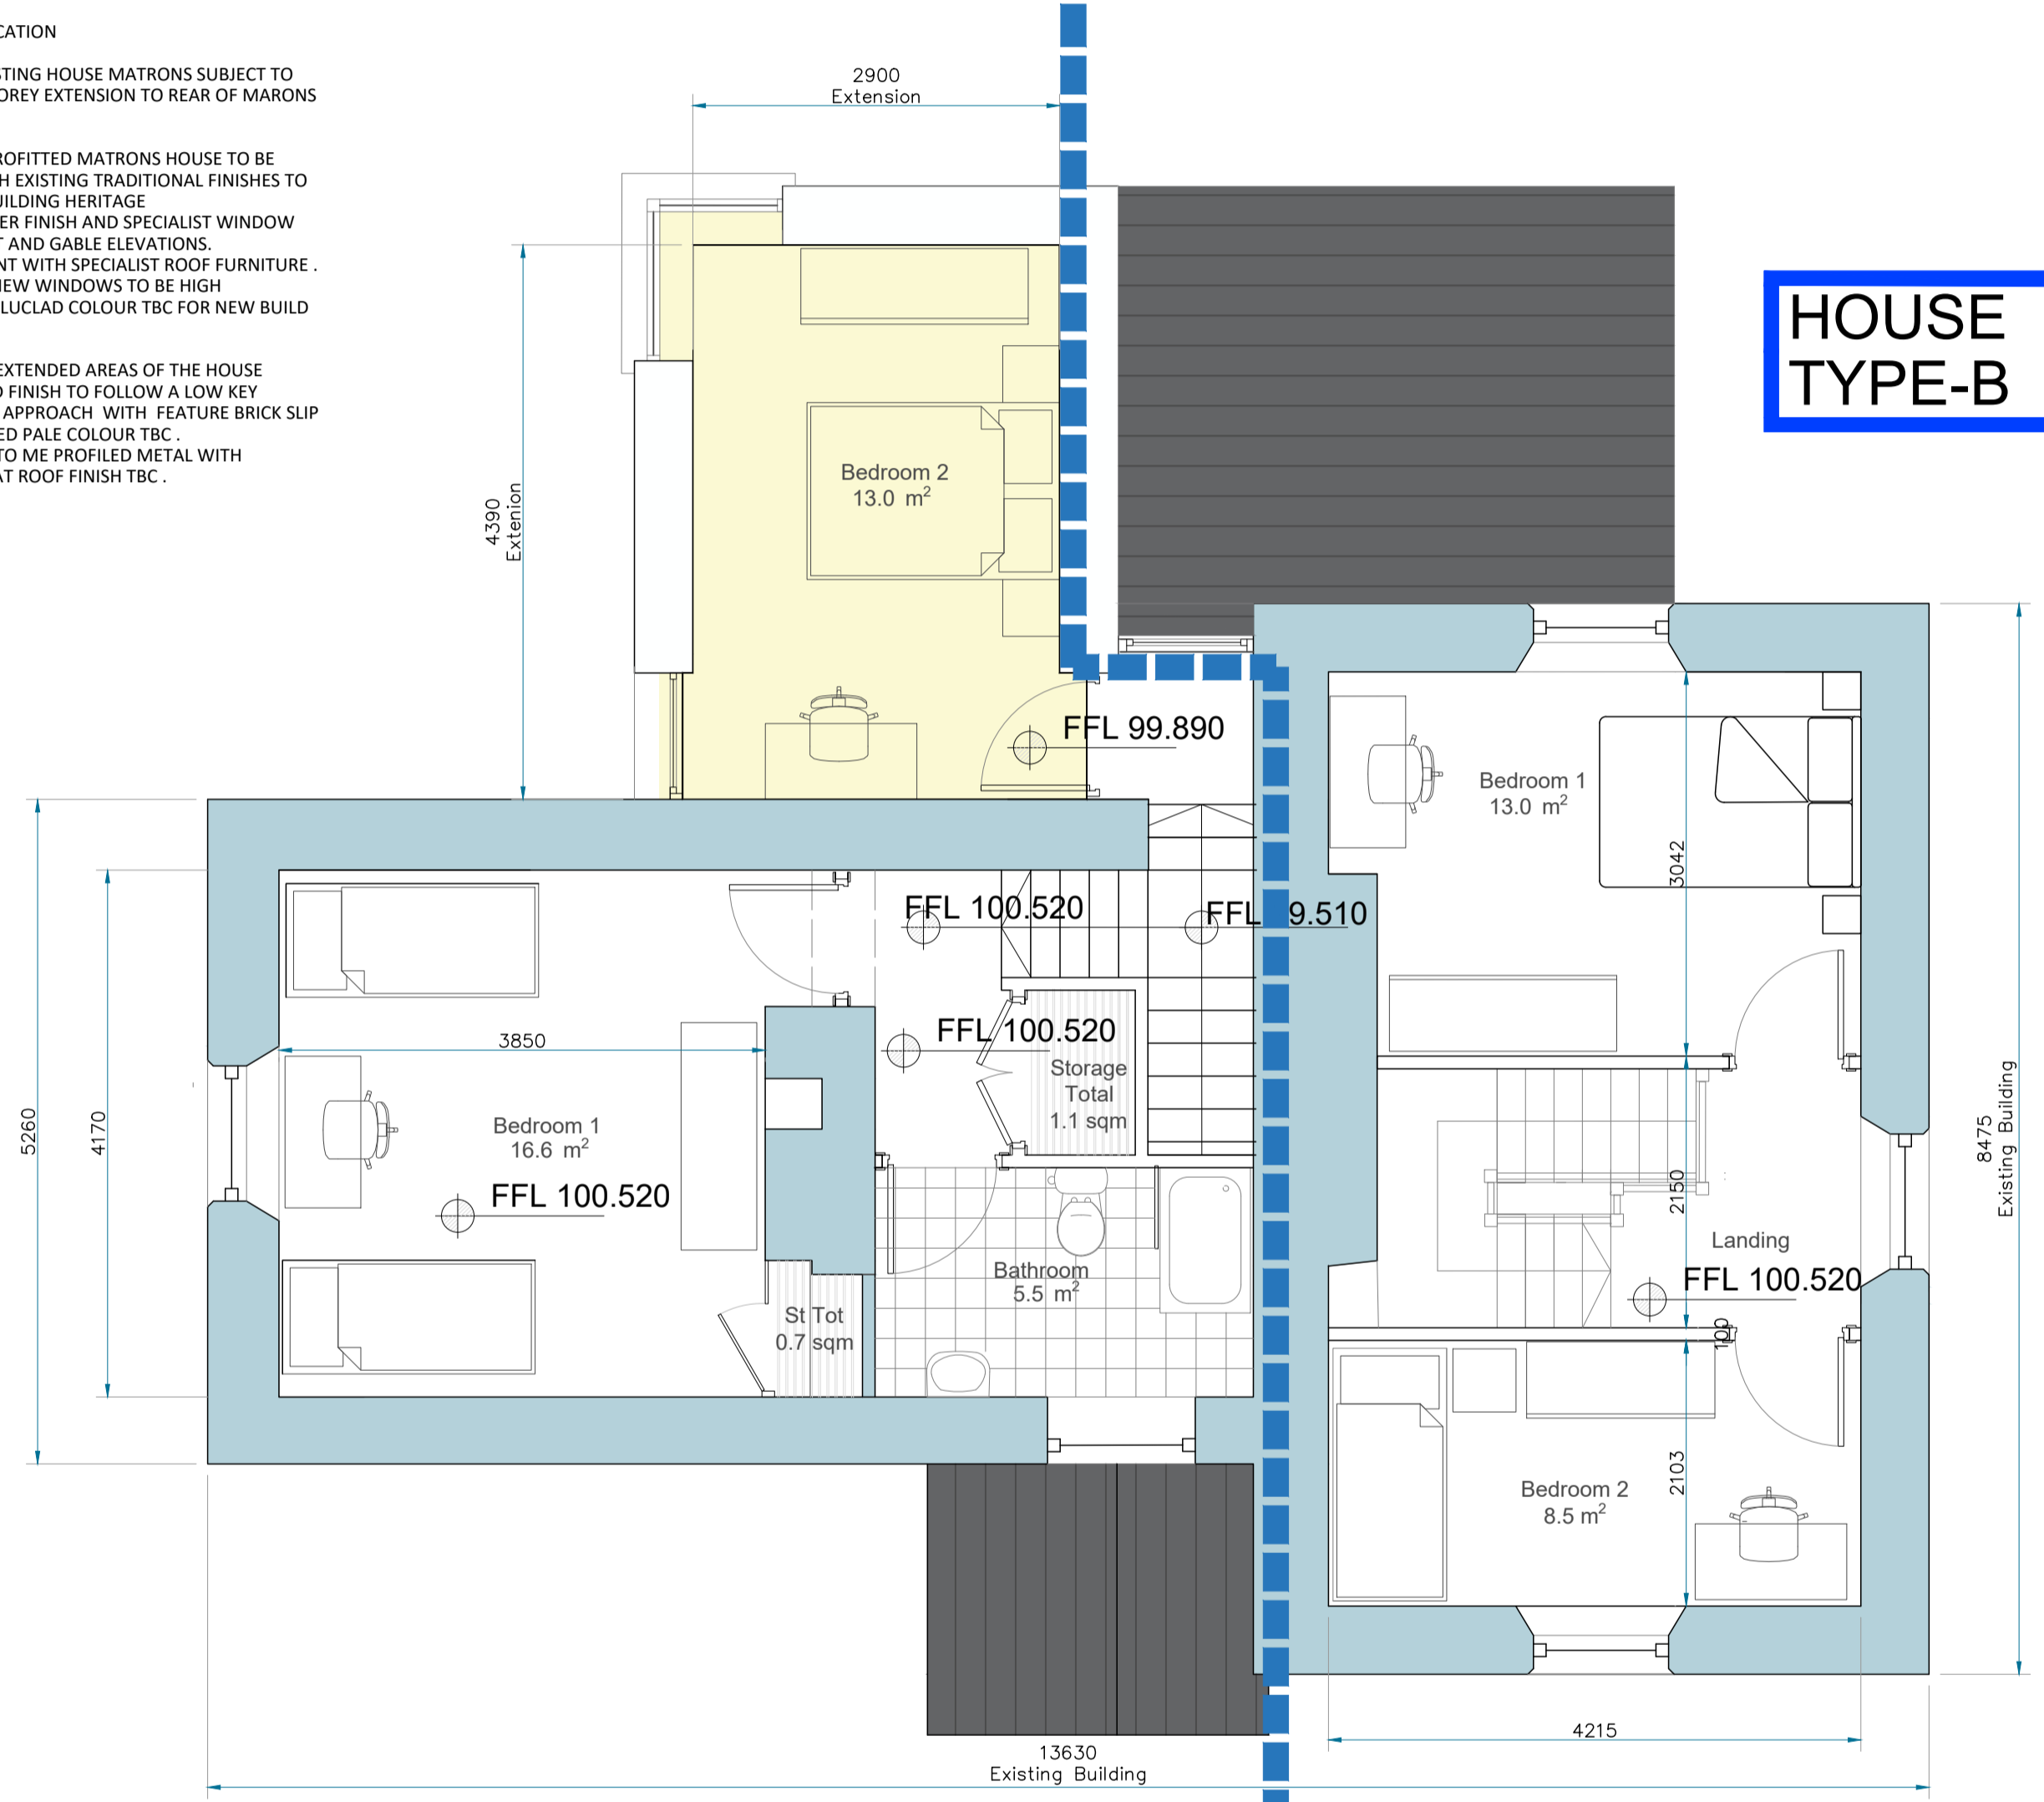 CATION
STING HOUSE MATRONS SUBJECT TO
OREY EXTENSION TO REAR OF MARONS
ROFITTED MATRONS HOUSE TO BE
H EXISTING TRADITIONAL FINISHES TO
UILDING HERITAGE
ER FINISH AND SPECIALIST WINDOW
T AND GABLE ELEVATIONS.
NT WITH SPECIALIST ROOF FURNITURE .
NEW WINDOWS TO BE HIGH
LUCLAD COLOUR TBC FOR NEW BUILD
EXTENDED AREAS OF THE HOUSE
D FINISH TO FOLLOW A LOW KEY
APPROACH WITH FEATURE BRICK SLIP
ED PALE COLOUR TBC .
TO ME PROFILED METAL WITH
AT ROOF FINISH TBC .
2900
Extension
HOUSE
TYPE-B
4390
Extenion
Bedroom 2
13.0 m²
FFL 99.890
Bedroom 1
13.0 m²
3042
FFL 100.520
FFL 9.510
FFL 100.520
3850
Storage
Total
1.1 sqm
5260
4170
Bedroom 1
16.6 m²
FFL 100.520
8475
Existing Building
2150
Landing
FFL 100.520
Bathroom
5.5 m²
St Tot
0.7 sqm
100
2103
Bedroom 2
8.5 m²
4215
13630
Existing Building